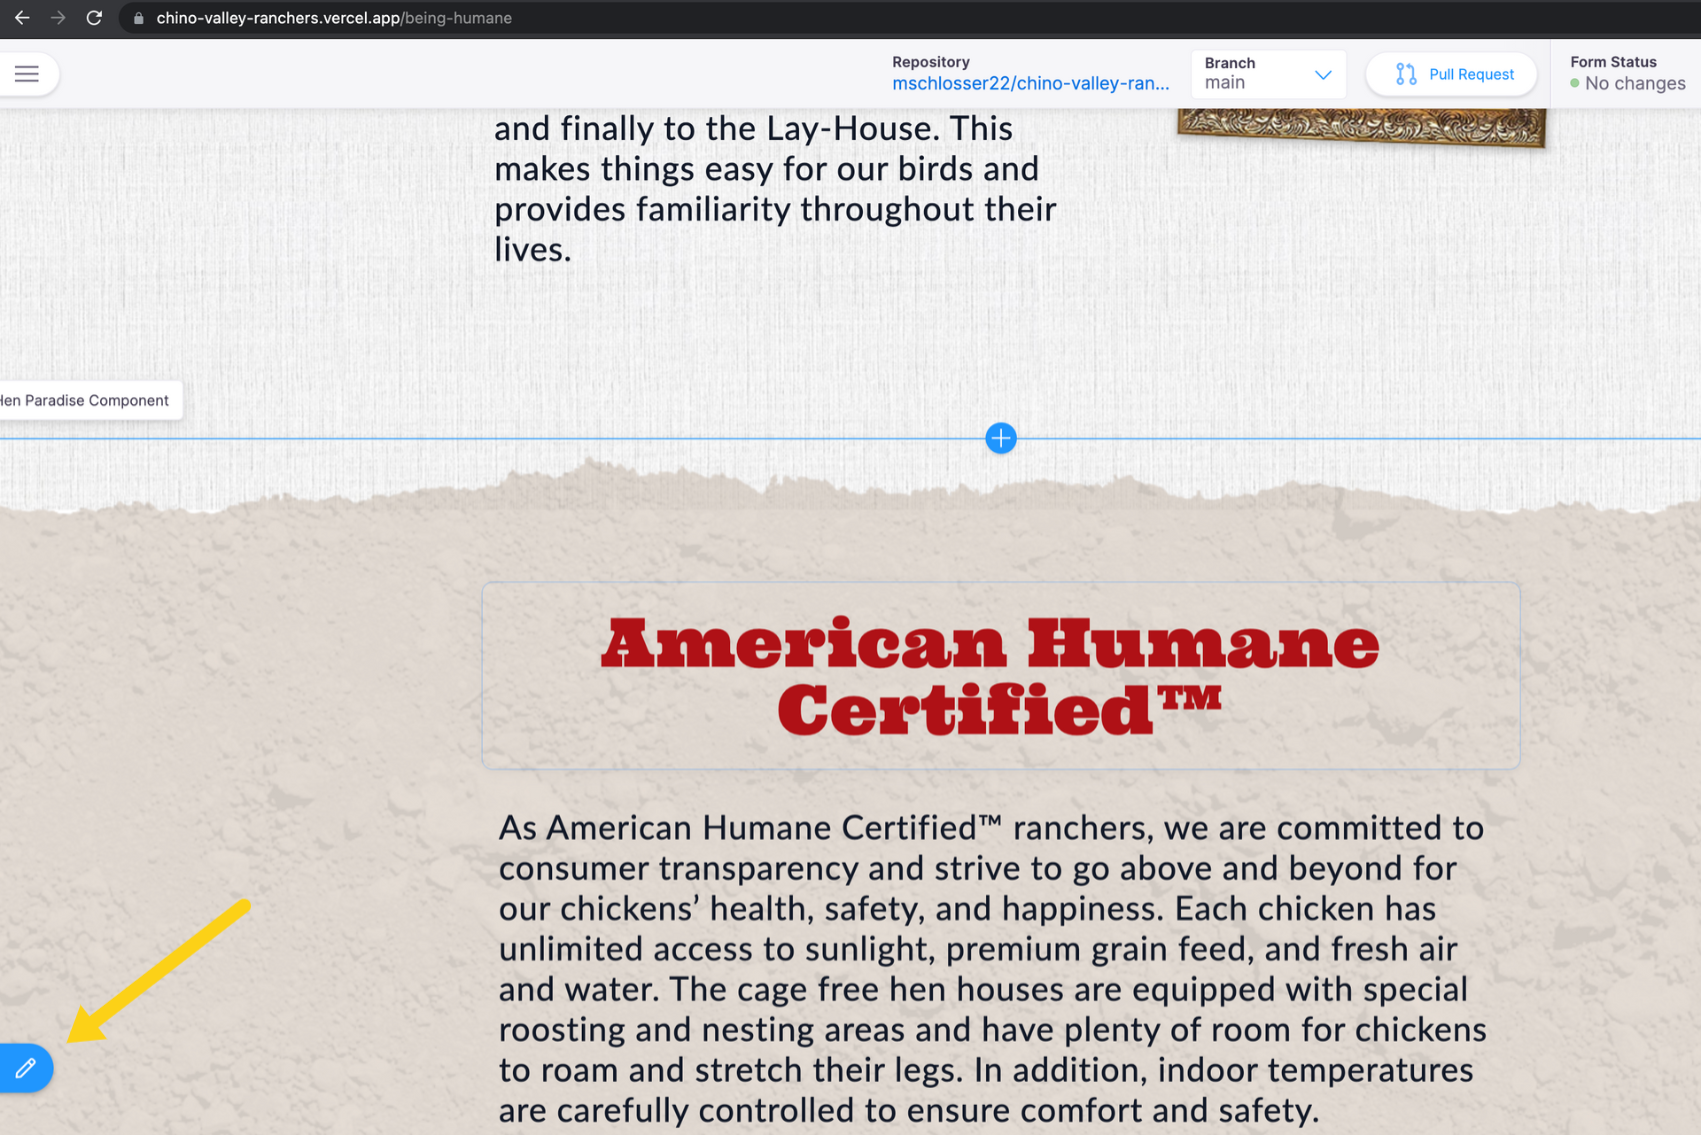 chino-valley-ranchers.vercel.app/being-humane
Repository
mschlosser22/chino-valley-ran...
Branch
main
Pull Request
Form Status
No changes
and finally to the Lay-House. This
makes things easy for our birds and
provides familiarity throughout their
lives.
Hen Paradise Component
American Humane
Certified™
As American Humane Certified™ ranchers, we are committed to
consumer transparency and strive to go above and beyond for
our chickens’ health, safety, and happiness. Each chicken has
unlimited access to sunlight, premium grain feed, and fresh air
and water. The cage free hen houses are equipped with special
roosting and nesting areas and have plenty of room for chickens
to roam and stretch their legs. In addition, indoor temperatures
are carefully controlled to ensure comfort and safety.